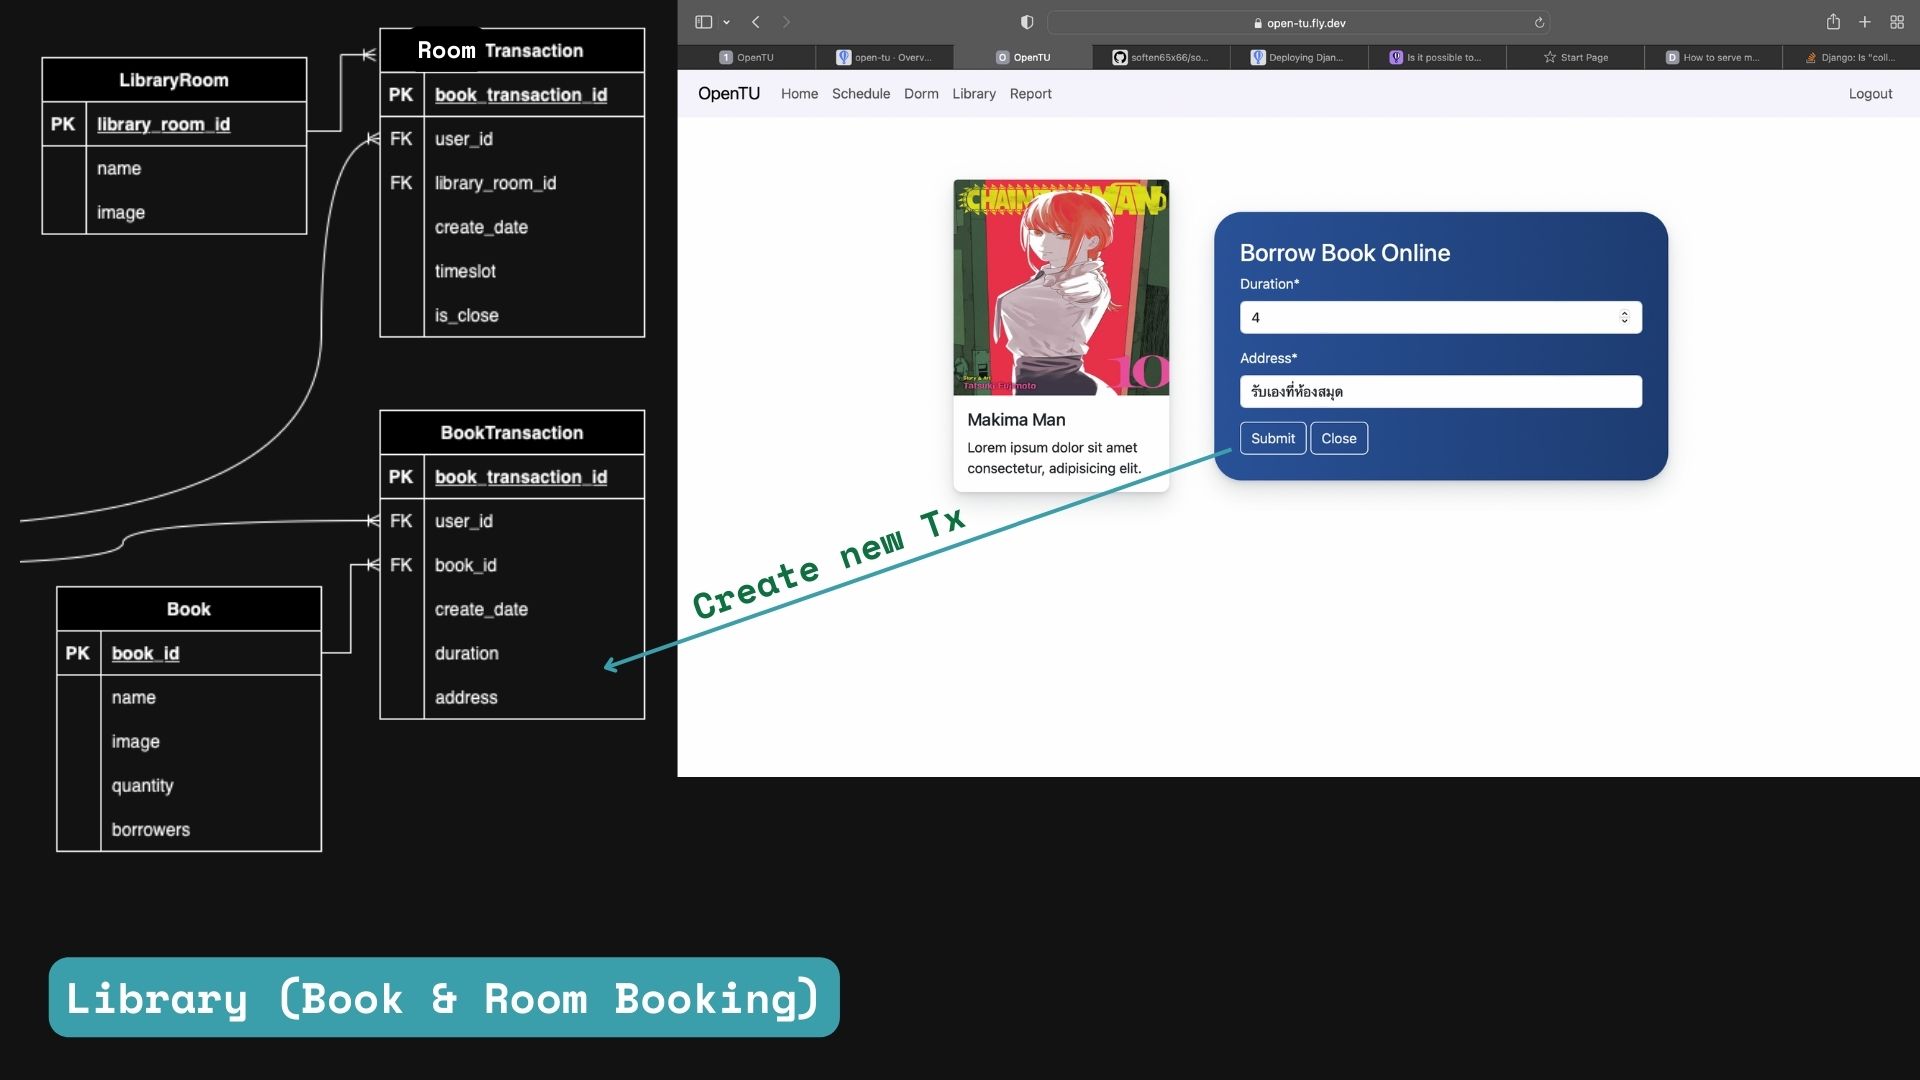 LibraryRoom
PK library_room_id
name
image
Room Transaction
PK book_transaction_id
FK user_id
FK library_room_id
create_date
timeslot
is_close
BookTransaction
PK book_transaction_id
FK user_id
FK book_id
create_date
duration
address
Book
PK book_id
name
image
quantity
borrowers
open-tu.fly.dev
1 OpenTU
open-tu · Overv...
O OpenTU
soften65x66/so...
Deploying Djan...
Is it possible to...
Start Page
D How to serve m...
Django: Is "coll...
OpenTU Home Schedule Dorm Library Report Logout
CHAINSAW MAN
Story & Art
Tatsuki Fujimoto
10
Makima Man
Lorem ipsum dolor sit amet
consectetur, adipisicing elit.
Borrow Book Online
Duration*
4
Address*
รับเองที่ห้องสมุด
Submit Close
Create new Tx
Library (Book & Room Booking)